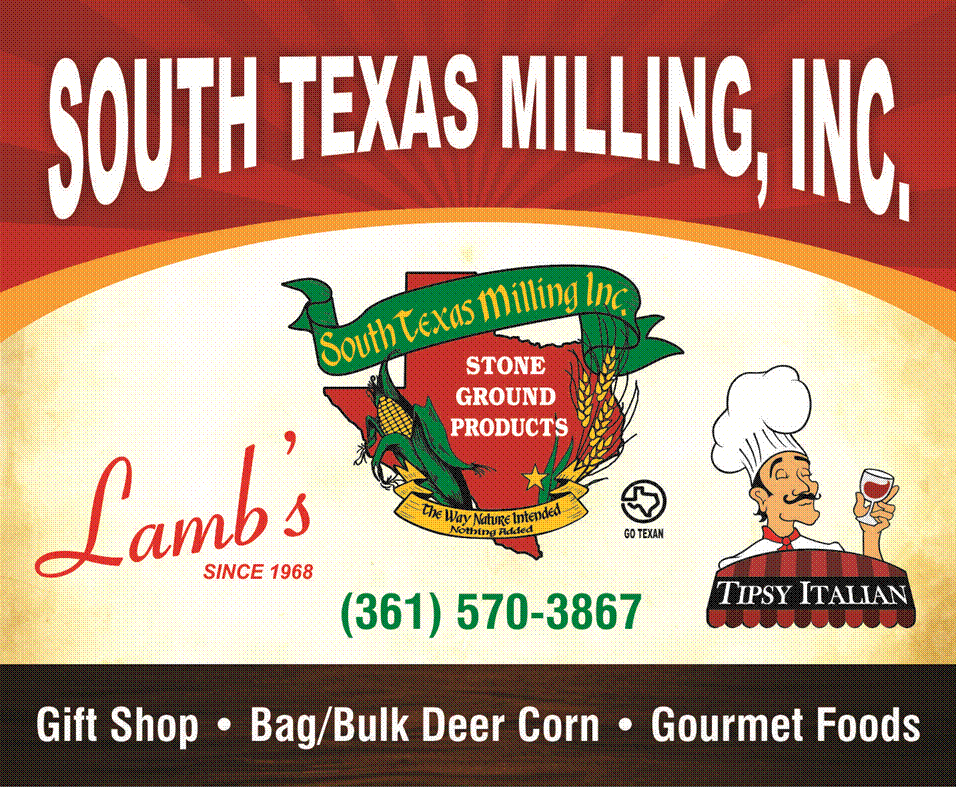 SOUTH TEXAS MILLING, INC.
South Texas Milling Inc.
STONE
GROUND
PRODUCTS
The Way Nature Intended
Nothing Added
GO TEXAN
Lamb's
SINCE 1968
TIPSY ITALIAN
(361) 570-3867
Gift Shop • Bag/Bulk Deer Corn • Gourmet Foods